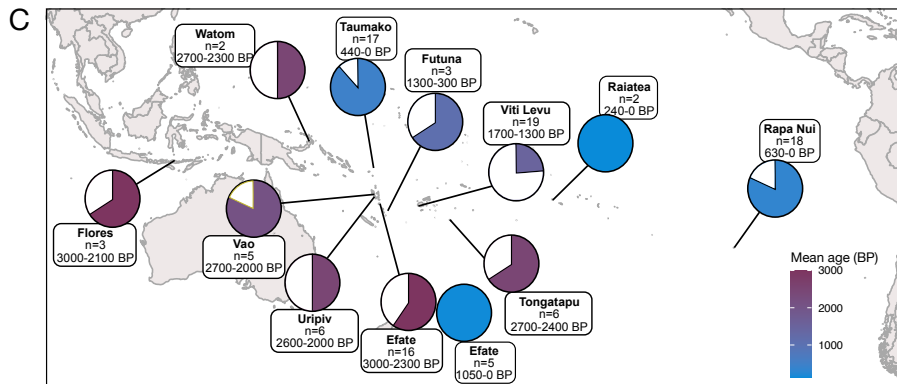 C
Watom
n=2
2700-2300 BP
Taumako
n=17
440-0 BP
Futuna
n=3
1300-300 BP
Viti Levu
n=19
1700-1300 BP
Raiatea
n=2
240-0 BP
Rapa Nui
n=18
630-0 BP
Flores
n=3
3000-2100 BP
Vao
n=5
2700-2000 BP
Uripiv
n=6
2600-2000 BP
Efate
n=16
3000-2300 BP
Efate
n=5
1050-0 BP
Tongatapu
n=6
2700-2400 BP
Mean age (BP)
3000
2000
1000